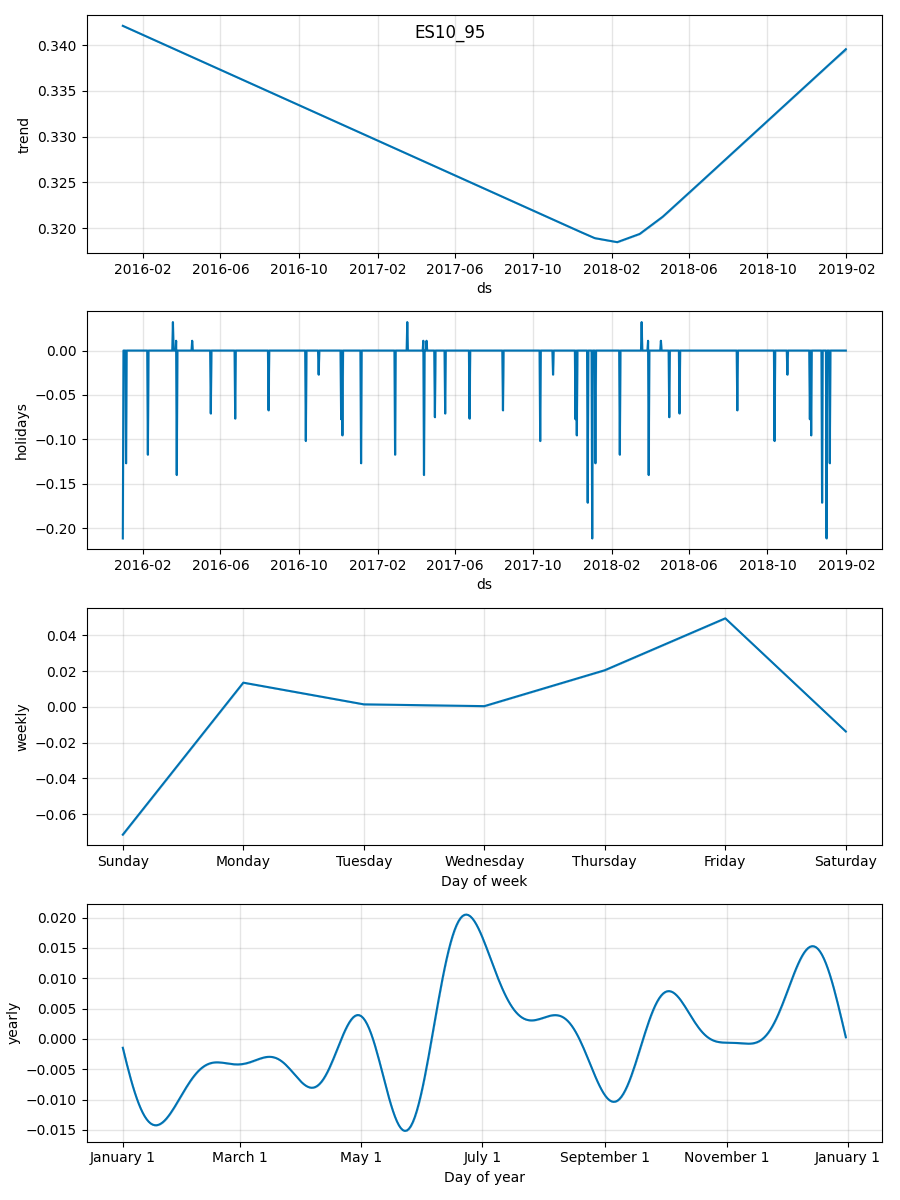 ES10_95
0.340
0.335
0.330
0.325
0.320
trend
2016-02 2016-06 2016-10 2017-02 2017-06 2017-10 2018-02 2018-06 2018-10 2019-02
ds
0.00
−0.05
−0.10
−0.15
−0.20
holidays
2016-02 2016-06 2016-10 2017-02 2017-06 2017-10 2018-02 2018-06 2018-10 2019-02
ds
0.04
0.02
0.00
−0.02
−0.04
−0.06
weekly
Sunday Monday Tuesday Wednesday Thursday Friday Saturday
Day of week
0.020
0.015
0.010
0.005
0.000
−0.005
−0.010
−0.015
yearly
January 1 March 1 May 1 July 1 September 1 November 1 January 1
Day of year